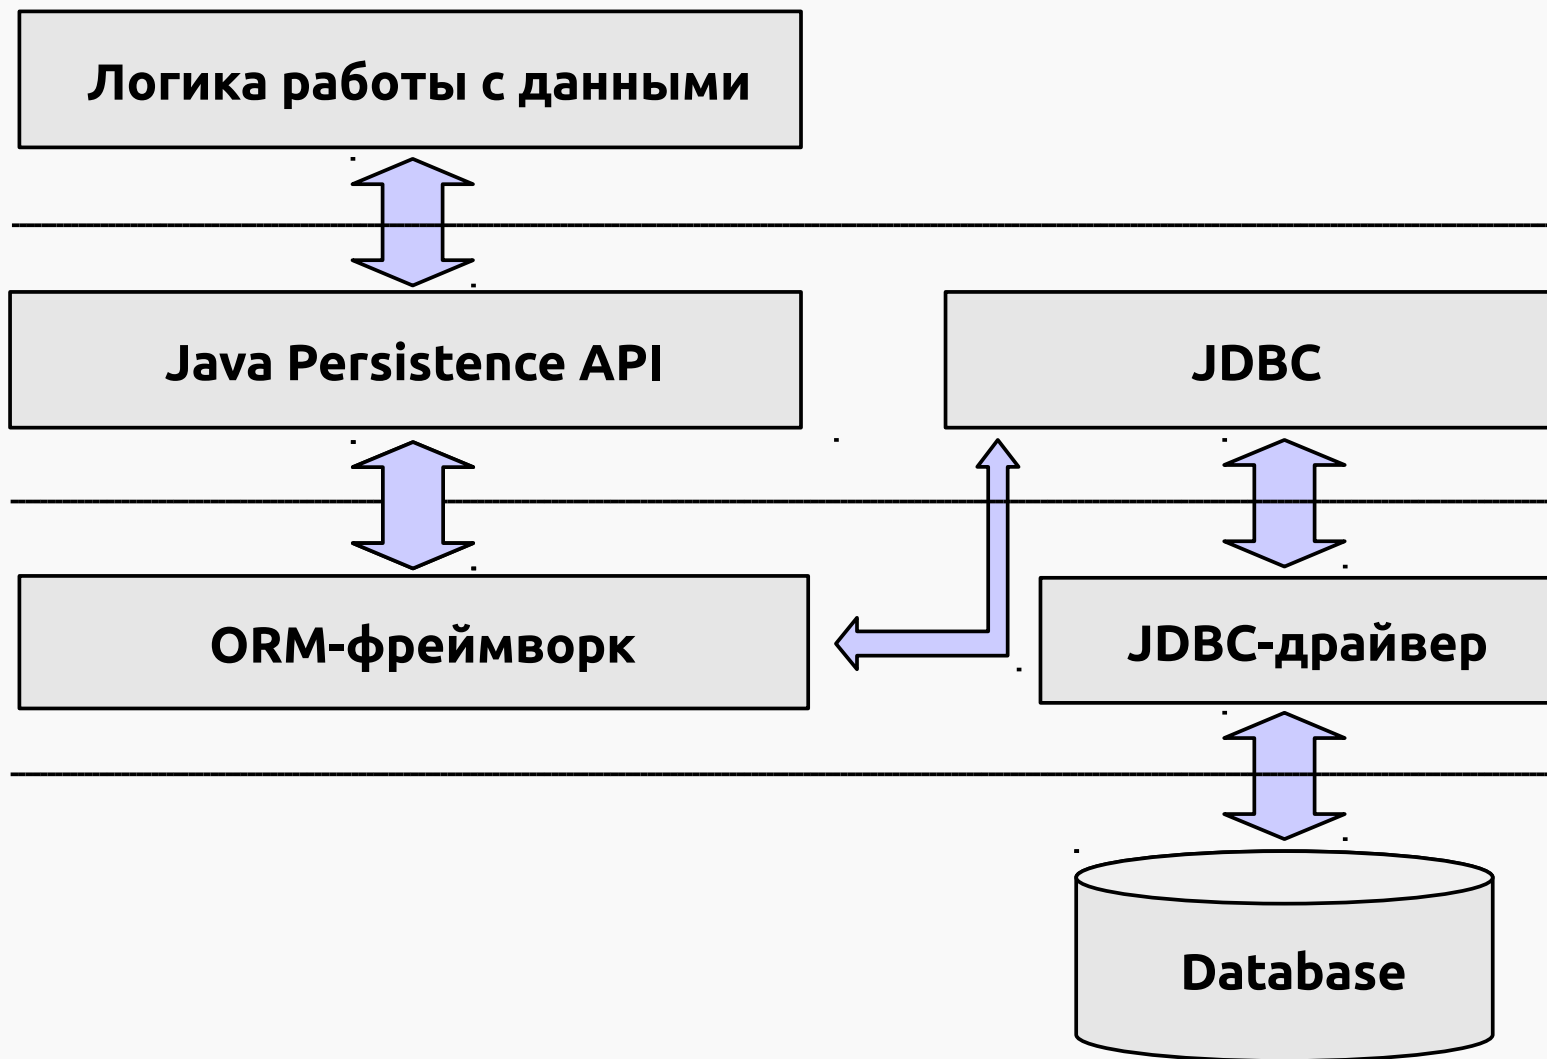 Логика работы с данными
Java Persistence API
JDBC
ORM-фреймворк
JDBC-драйвер
Database